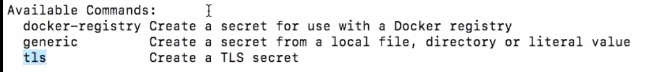 Available Commands:
  docker-registry Create a secret for use with a Docker registry
  generic         Create a secret from a local file, directory or literal value
  tls             Create a TLS secret